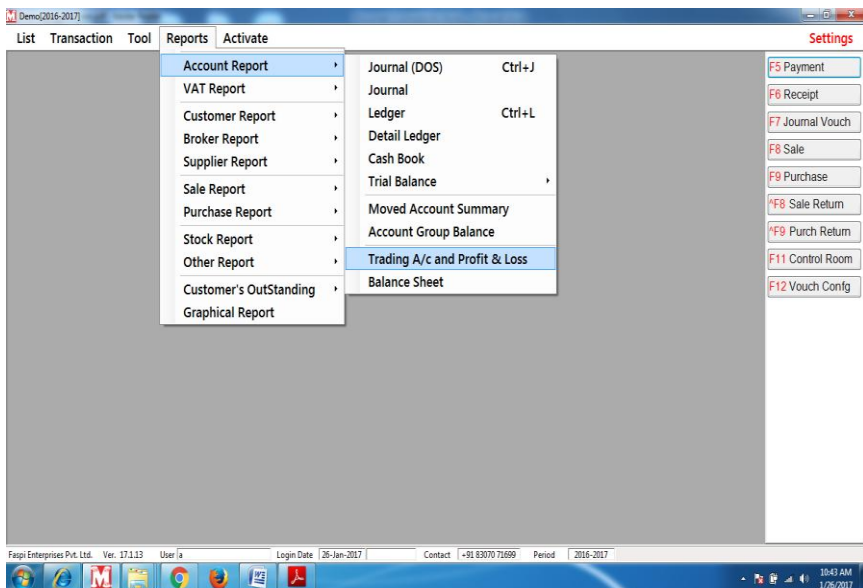 Demo[2016-2017]
List Transaction Tool Reports Activate Settings
Account Report
VAT Report
Customer Report
Broker Report
Supplier Report
Sale Report
Purchase Report
Stock Report
Other Report
Customer's OutStanding
Graphical Report
Journal (DOS) Ctrl+J
Journal
Ledger Ctrl+L
Detail Ledger
Cash Book
Trial Balance
Moved Account Summary
Account Group Balance
Trading A/c and Profit & Loss
Balance Sheet
F5 Payment
F6 Receipt
F7 Journal Vouch
F8 Sale
F9 Purchase
^F8 Sale Return
^F9 Purch Return
F11 Control Room
F12 Vouch Confg
Faspi Enterprises Pvt. Ltd. Ver. 17.1.13 User a Login Date 26-Jan-2017 Contact +91 83070 71699 Period 2016-2017
10:43 AM
1/26/2017